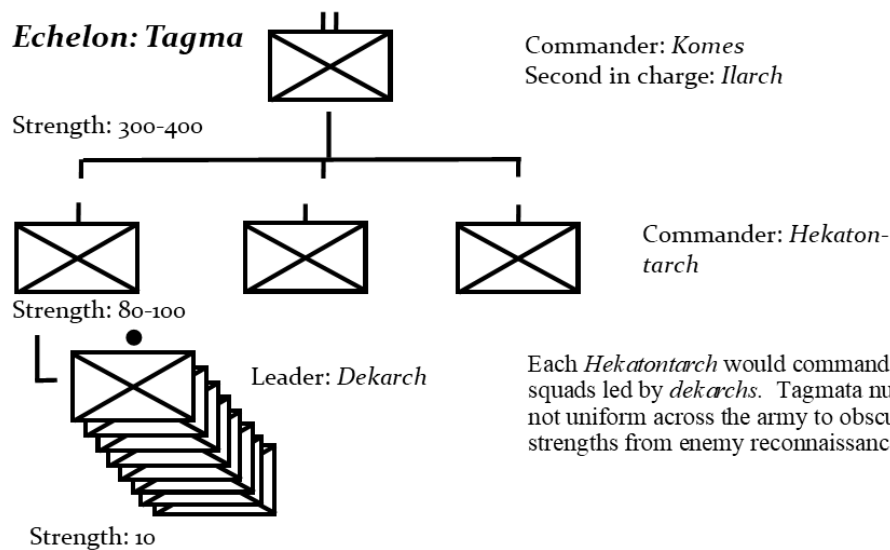 Echelon: Tagma
Commander: Komes
Second in charge: Ilarch
Strength: 300-400
Commander: Hekaton-
tarch
Strength: 80-100
Leader: Dekarch
Each Hekatontarch would command
squads led by dekarchs. Tagmata nu
not uniform across the army to obscu
strengths from enemy reconnaissanc
Strength: 10